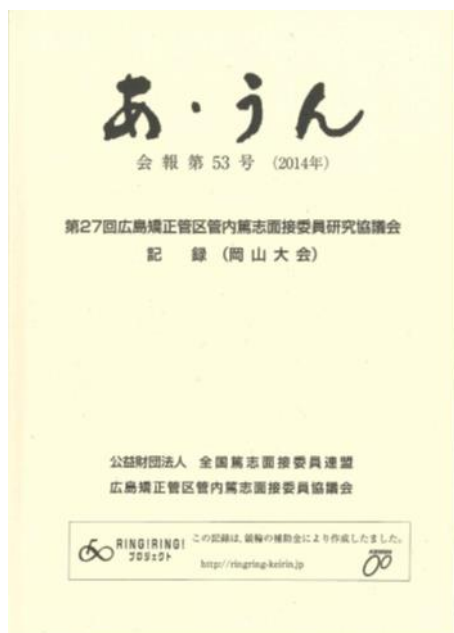 あ・うん
会報第53号 (2014年)
第27回広島矯正管区管内篤志面接委員研究協議会
記 録 (岡山大会)
公益財団法人 全国篤志面接委員連盟
広島矯正管区管内篤志面接委員協議会
RING!RING!
プロジェクト
この記録は、競輪の補助金により作成したました。
http://ringring-keirin.jp